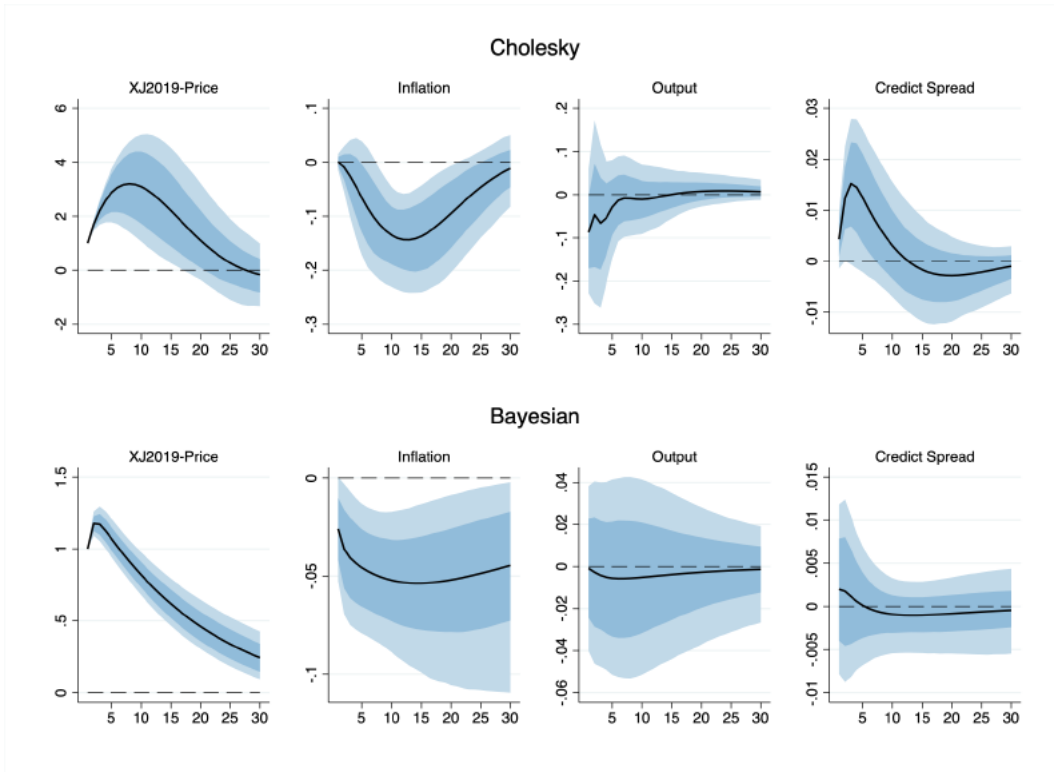 Cholesky
XJ2019-Price Inflation Output Credict Spread
6 4 2 0 -2
5 10 15 20 25 30
.1 0 -.1 -.2 -.3
5 10 15 20 25 30
.2 .1 0 -.1 -.2 -.3
5 10 15 20 25 30
.03 .02 .01 0 -.01
5 10 15 20 25 30
Bayesian
XJ2019-Price Inflation Output Credict Spread
1.5 1 .5 0
5 10 15 20 25 30
0 -.05 -.1
5 10 15 20 25 30
.04 .02 0 -.02 -.04 -.06
5 10 15 20 25 30
.015 .01 .005 0 -.005 -.01
5 10 15 20 25 30